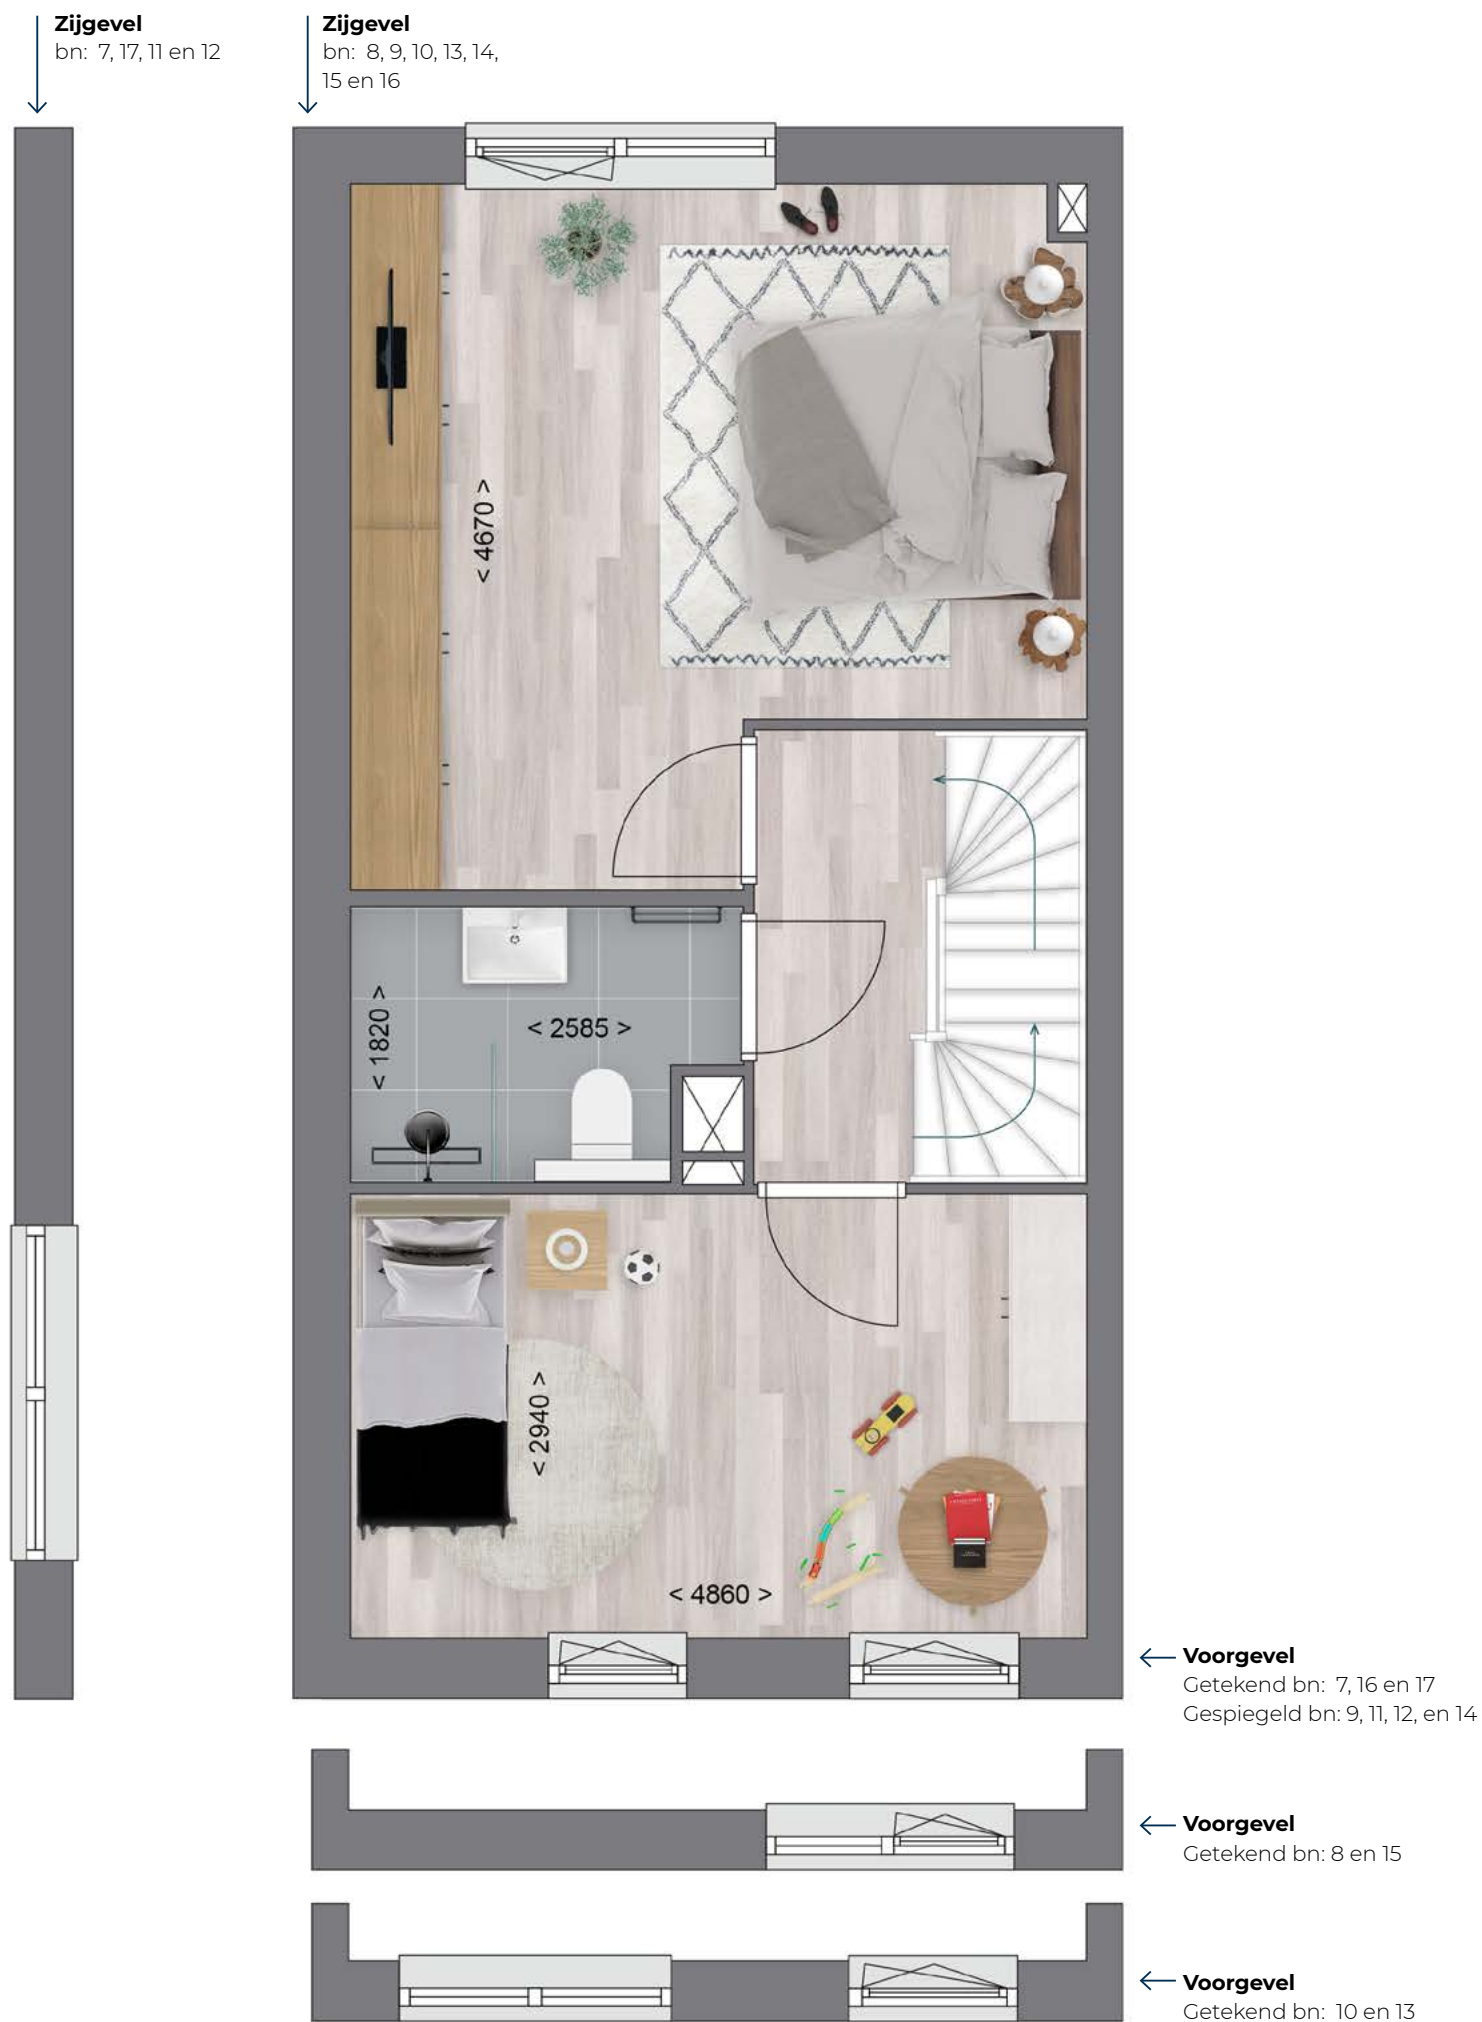 Zijgevel
bn: 7, 17, 11 en 12
Zijgevel
bn: 8, 9, 10, 13, 14,
15 en 16
< 4670 >
< 1820 >
< 2585 >
< 2940 >
< 4860 >
Voorgevel
Getekend bn: 7, 16 en 17
Gespiegeld bn: 9, 11, 12, en 14
Voorgevel
Getekend bn: 8 en 15
Voorgevel
Getekend bn: 10 en 13